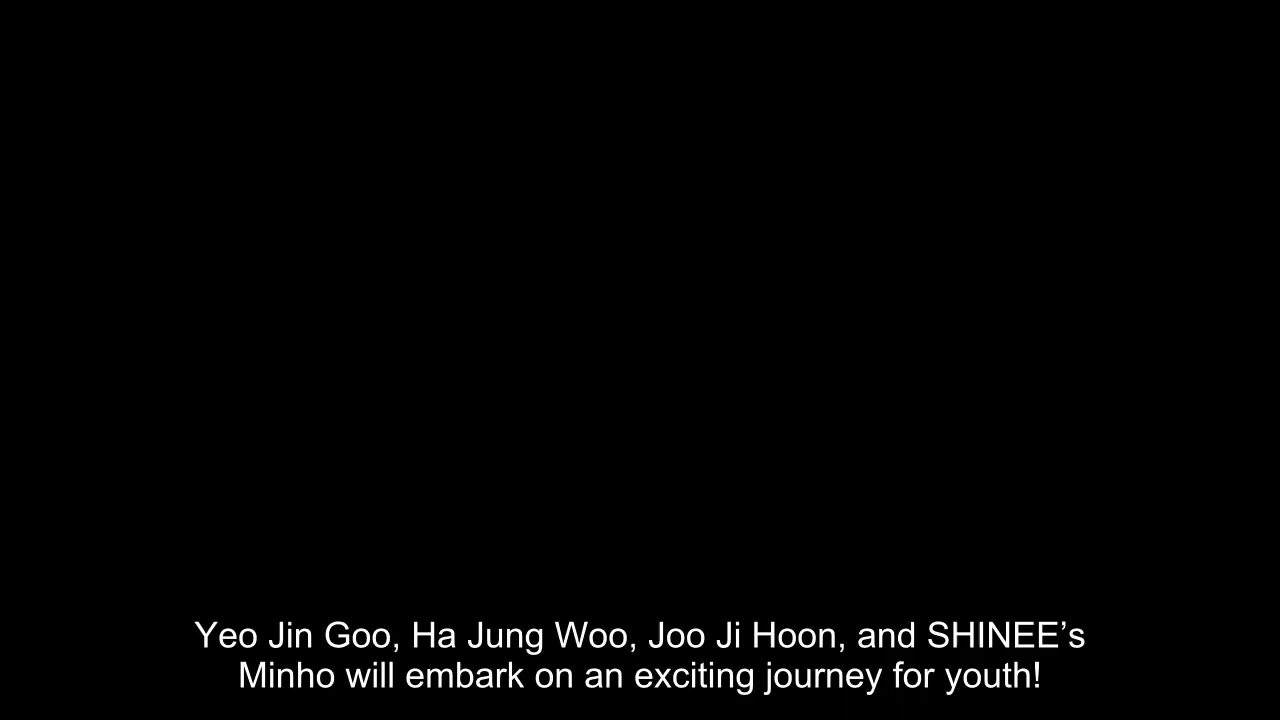 Yeo Jin Goo, Ha Jung Woo, Joo Ji Hoon, and SHINEE’s
Minho will embark on an exciting journey for youth!